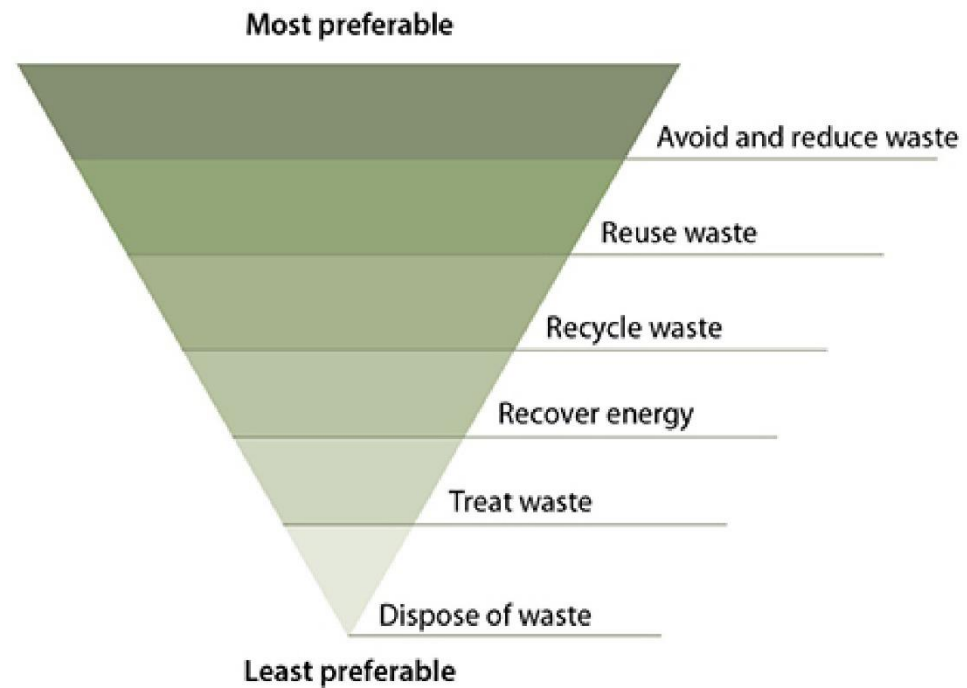 Most preferable
Avoid and reduce waste
Reuse waste
Recycle waste
Recover energy
Treat waste
Dispose of waste
Least preferable